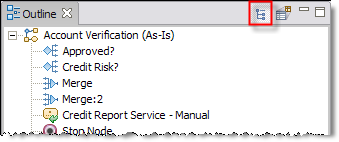 Outline
Account Verification (As-Is)
Approved?
Credit Risk?
Merge
Merge:2
Credit Report Service - Manual
Stop Node